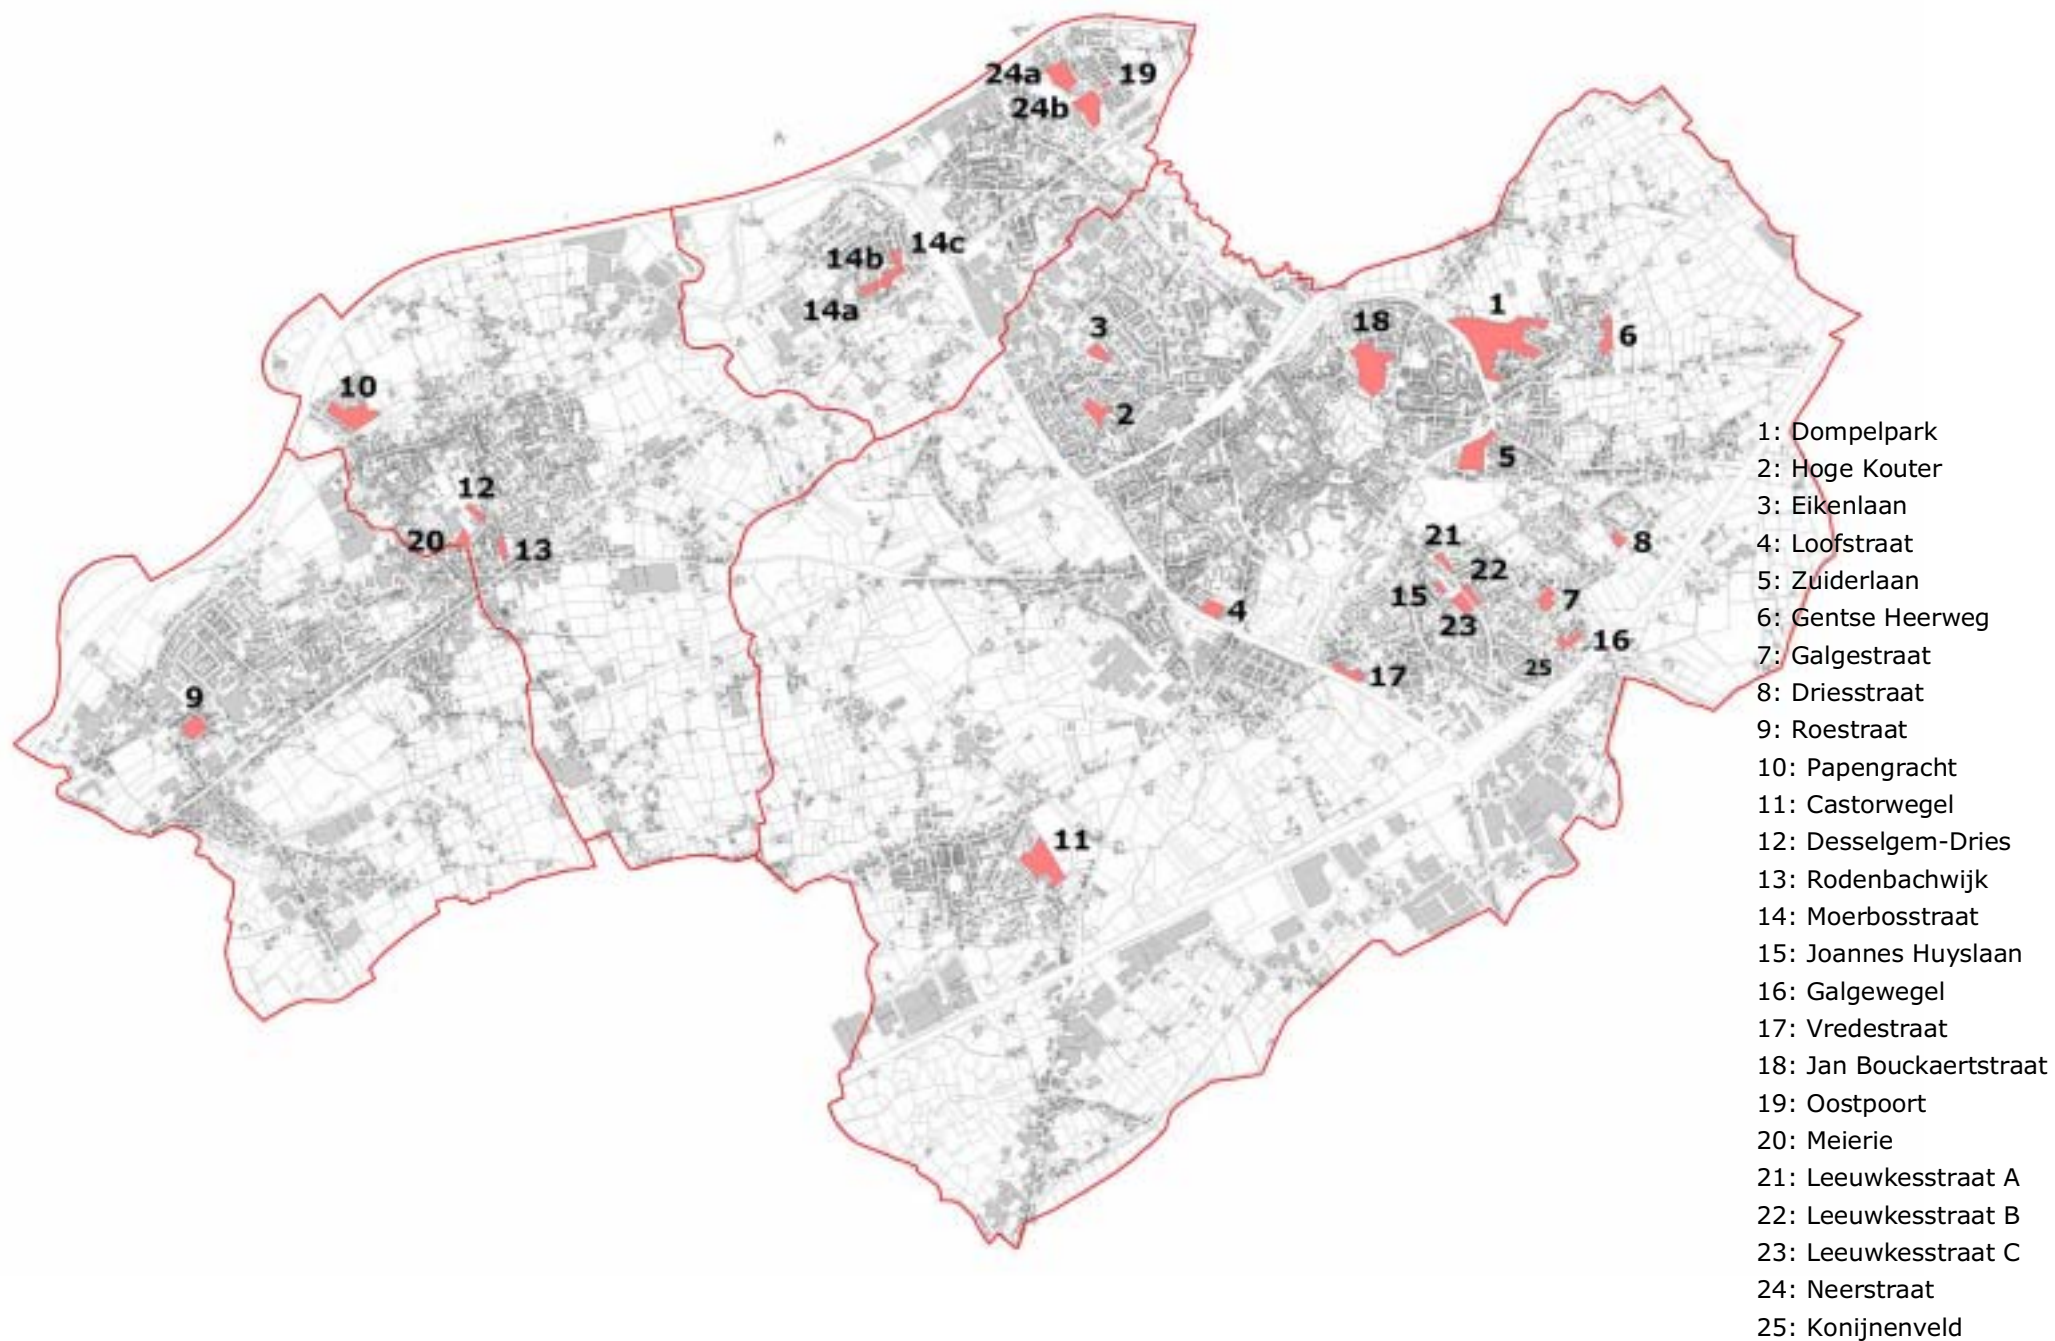 24a
19
24b
14c
14b
14a
1
18
3
6
10
2
5
12
20
13
21
8
22
15
7
4
23
16
25
17
9
11
1: Dompelpark
2: Hoge Kouter
3: Eikenlaan
4: Loofstraat
5: Zuiderlaan
6: Gentse Heerweg
7: Galgestraat
8: Driesstraat
9: Roestraat
10: Papengracht
11: Castorwegel
12: Desselgem-Dries
13: Rodenbachwijk
14: Moerbosstraat
15: Joannes Huyslaan
16: Galgewegel
17: Vredestraat
18: Jan Bouckaertstraat
19: Oostpoort
20: Meierie
21: Leeuwkesstraat A
22: Leeuwkesstraat B
23: Leeuwkesstraat C
24: Neerstraat
25: Konijnenveld